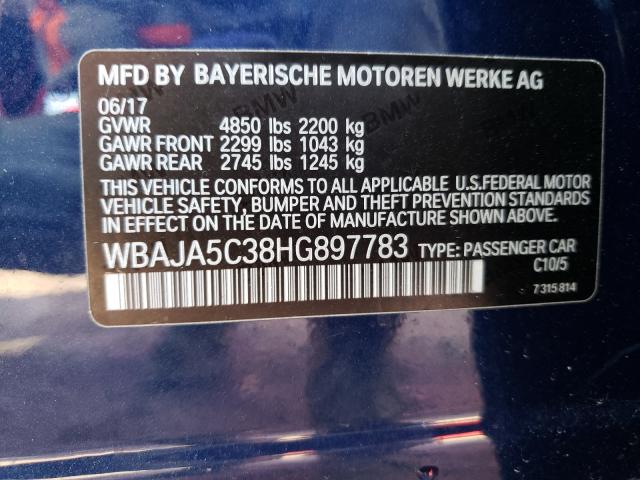 MFD BY BAYERISCHE MOTOREN WERKE AG
06/17
GVWR 4850 lbs 2200 kg
GAWR FRONT 2299 lbs 1043 kg
GAWR REAR 2745 lbs 1245 kg
THIS VEHICLE CONFORMS TO ALL APPLICABLE U.S.FEDERAL MOTOR
VEHICLE SAFETY, BUMPER AND THEFT PREVENTION STANDARDS
IN EFFECT ON THE DATE OF MANUFACTURE SHOWN ABOVE.
WBAJA5C38HG897783 TYPE: PASSENGER CAR
C10/5
7 315 814
BMW
BMW
BMW